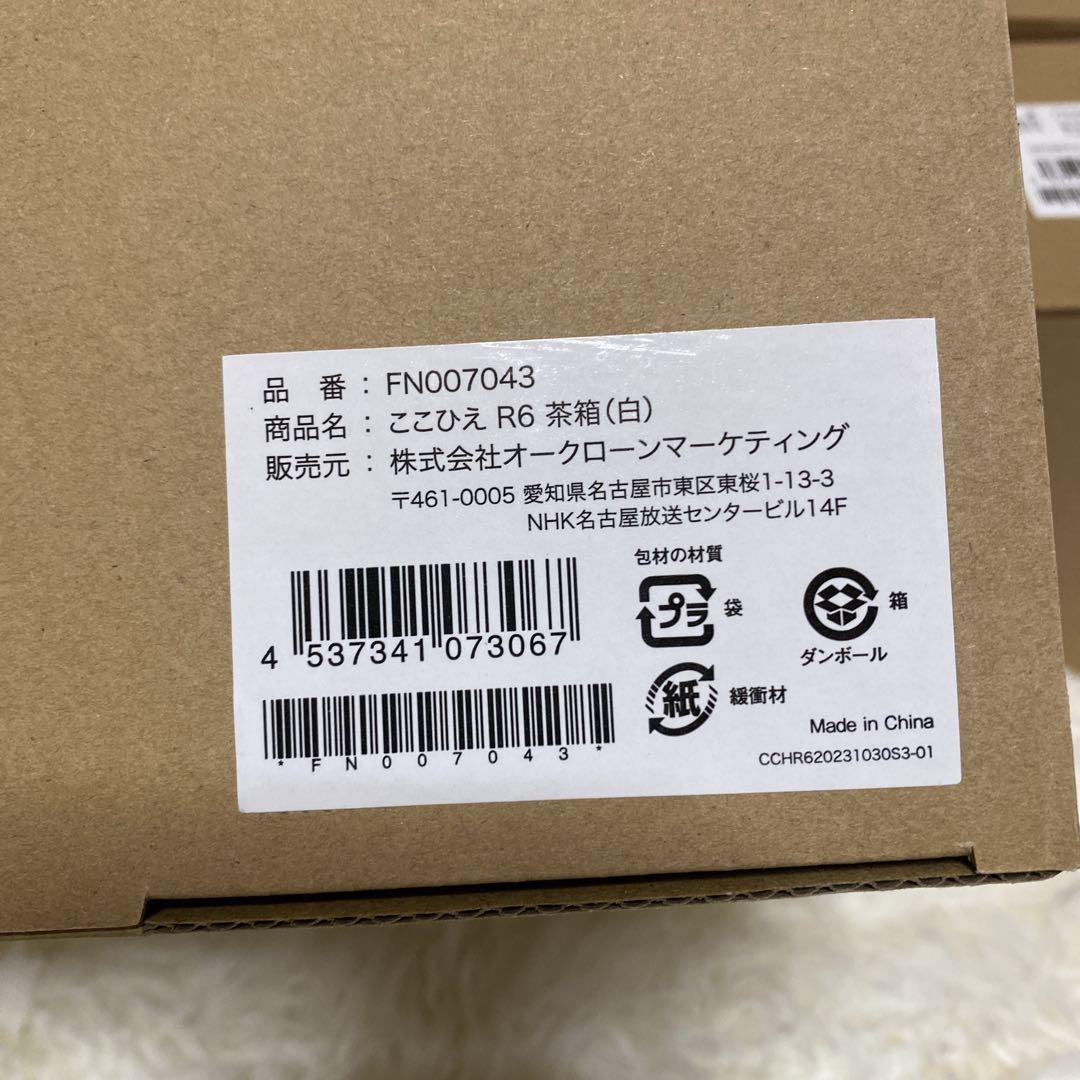 品 番 : FN007043
商品名 : ここひえ R6 茶箱(白)
販売元 : 株式会社オークローンマーケティング
〒461-0005 愛知県名古屋市東区東桜1-13-3
NHK名古屋放送センタービル14F
包材の材質
プラ 袋
箱
ダンボール
4 537341 073067
紙 緩衝材
Made in China
*FN007043*
CCHR620231030S3-01